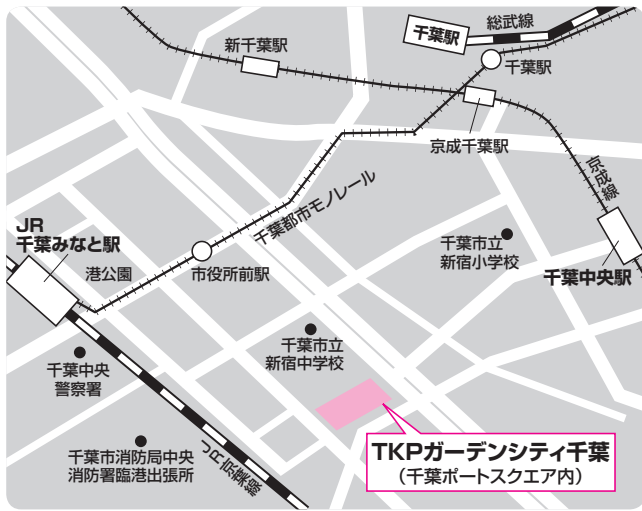 総武線
千葉駅
新千葉駅
千葉駅
京成千葉駅
京成線
千葉都市モノレール
JR
千葉みなと駅
港公園
市役所前駅
千葉市立
新宿小学校
千葉中央駅
千葉市立
新宿中学校
千葉中央
警察署
千葉市消防局中央
消防署臨港出張所
JR京葉線
TKPガーデンシティ千葉
（千葉ポートスクエア内）